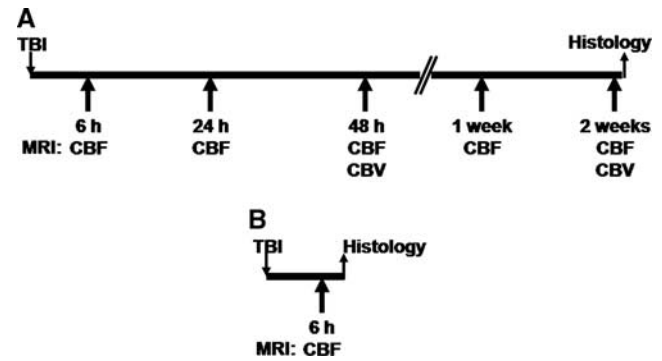 A
TBI Histology
6 h 24 h 48 h 1 week 2 weeks
MRI: CBF CBF CBF CBF CBF
CBV CBV
B
TBI Histology
6 h
MRI: CBF